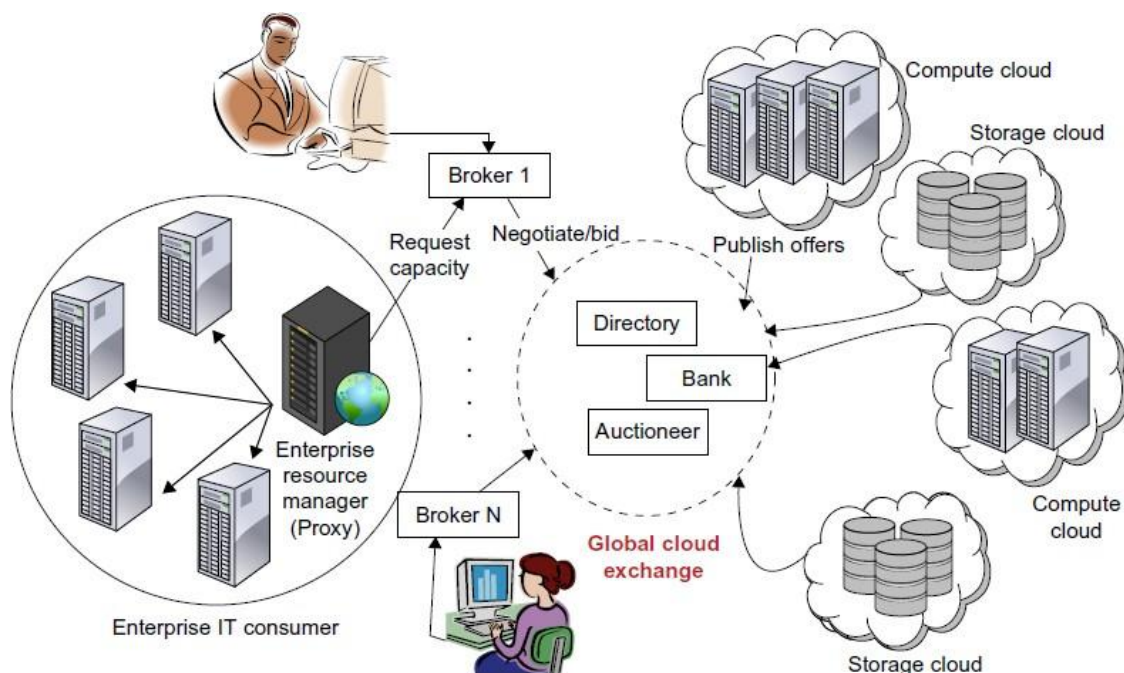 Compute cloud
Storage cloud
Broker 1
Request
capacity
Negotiate/bid
Publish offers
Directory
Bank
Auctioneer
Enterprise
resource
manager
(Proxy)
Broker N
Global cloud
exchange
Compute
cloud
Enterprise IT consumer
Storage cloud